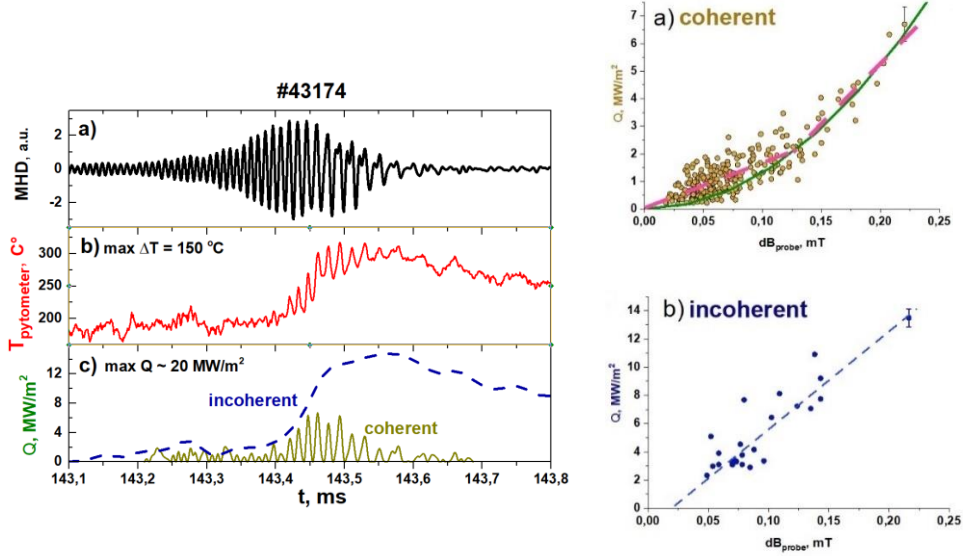 #43174
a)
MHD, a.u.
2
0
-2
b) max ΔT = 150 °C
T pytometer, C°
300
250
200
c) max Q ~ 20 MW/m²
Q, MW/m²
12
8
4
0
incoherent
coherent
143,1 143,2 143,3 143,4 143,5 143,6 143,7 143,8
t, ms
a) coherent
Q, MW/m²
7
6
5
4
3
2
1
0
0,00 0,05 0,10 0,15 0,20 0,25
dBprobe, mT
b) incoherent
Q, MW/m²
14
12
10
8
6
4
2
0
0,00 0,05 0,10 0,15 0,20 0,25
dBprobe, mT